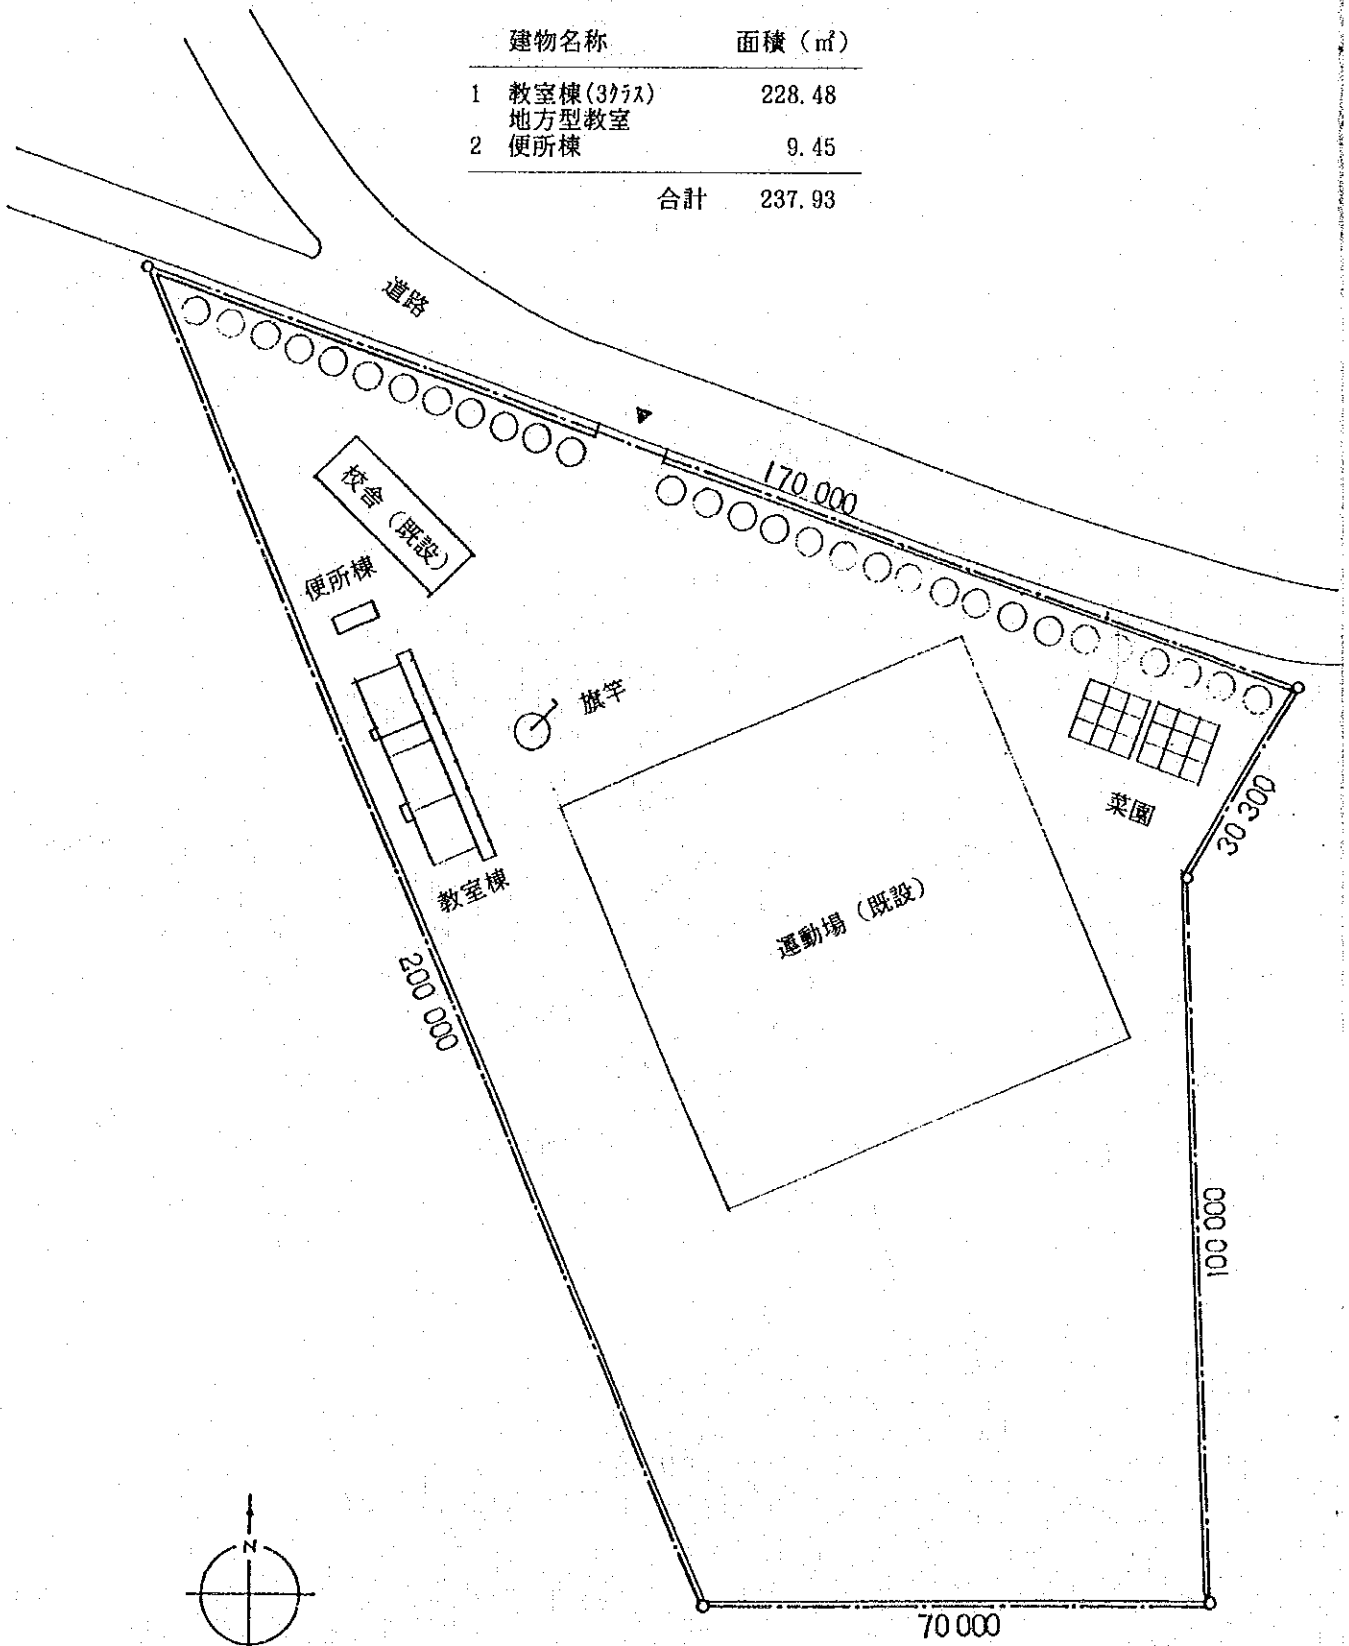 建物名称 面積（㎡）
1 教室棟(3クラス) 228.48
地方型教室
2 便所棟 9.45
合計 237.93
道路
170 000
校舎（既設）
便所棟
旗竿
菜園
30 300
教室棟
運動場（既設）
200 000
100 000
N
70 000